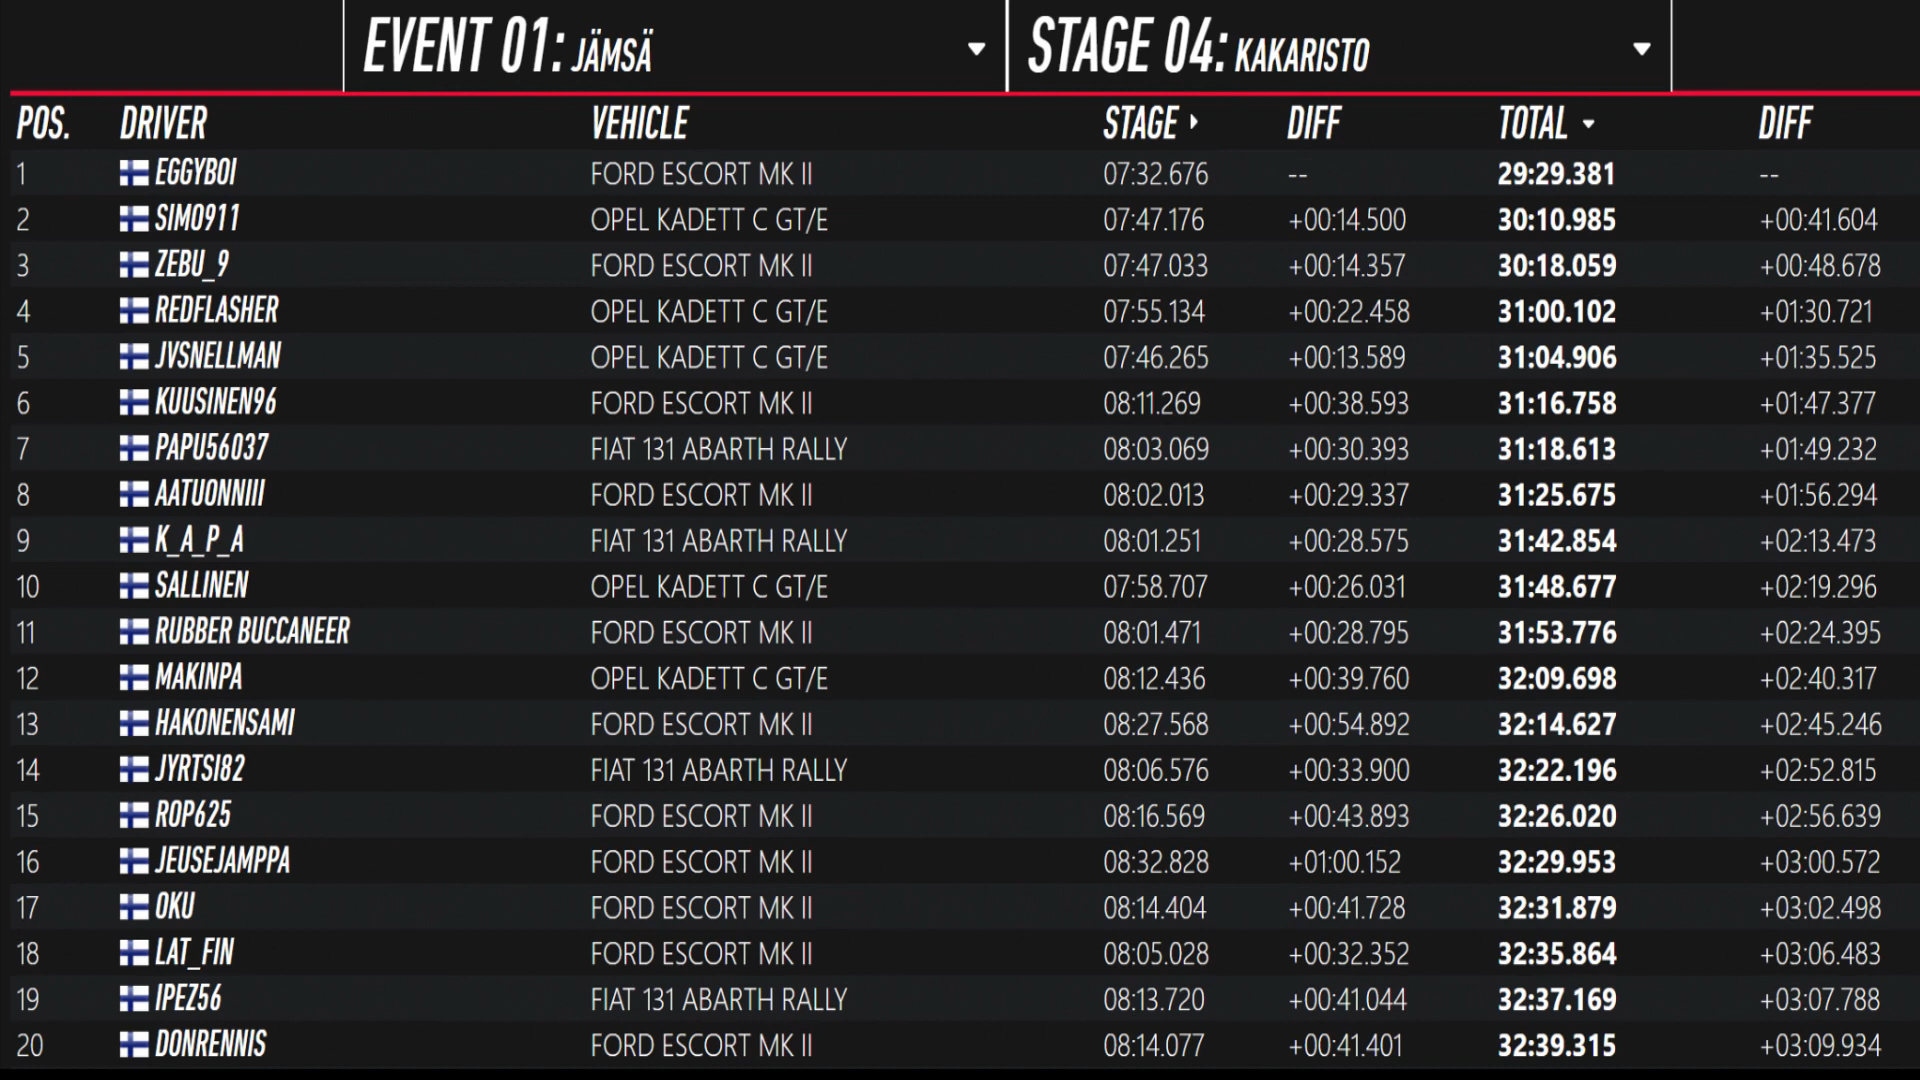 EVENT 01: JÄMSÄ STAGE 04: KAKARISTO
POS. DRIVER VEHICLE STAGE DIFF TOTAL DIFF
1 EGGYBOI FORD ESCORT MK II 07:32.676 -- 29:29.381 --
2 SIMO911 OPEL KADETT C GT/E 07:47.176 +00:14.500 30:10.985 +00:41.604
3 ZEBU_9 FORD ESCORT MK II 07:47.033 +00:14.357 30:18.059 +00:48.678
4 REDFLASHER OPEL KADETT C GT/E 07:55.134 +00:22.458 31:00.102 +01:30.721
5 JVSNELLMAN OPEL KADETT C GT/E 07:46.265 +00:13.589 31:04.906 +01:35.525
6 KUUSINEN96 FORD ESCORT MK II 08:11.269 +00:38.593 31:16.758 +01:47.377
7 PAPU56037 FIAT 131 ABARTH RALLY 08:03.069 +00:30.393 31:18.613 +01:49.232
8 AATUONNIII FORD ESCORT MK II 08:02.013 +00:29.337 31:25.675 +01:56.294
9 K_A_P_A FIAT 131 ABARTH RALLY 08:01.251 +00:28.575 31:42.854 +02:13.473
10 SALLINEN OPEL KADETT C GT/E 07:58.707 +00:26.031 31:48.677 +02:19.296
11 RUBBER BUCCANEER FORD ESCORT MK II 08:01.471 +00:28.795 31:53.776 +02:24.395
12 MAKINPA OPEL KADETT C GT/E 08:12.436 +00:39.760 32:09.698 +02:40.317
13 HAKONENSAMI FORD ESCORT MK II 08:27.568 +00:54.892 32:14.627 +02:45.246
14 JYRTSI82 FIAT 131 ABARTH RALLY 08:06.576 +00:33.900 32:22.196 +02:52.815
15 ROP625 FORD ESCORT MK II 08:16.569 +00:43.893 32:26.020 +02:56.639
16 JEUSEJAMPPA FORD ESCORT MK II 08:32.828 +01:00.152 32:29.953 +03:00.572
17 OKU FORD ESCORT MK II 08:14.404 +00:41.728 32:31.879 +03:02.498
18 LAT_FIN FORD ESCORT MK II 08:05.028 +00:32.352 32:35.864 +03:06.483
19 IPEZ56 FIAT 131 ABARTH RALLY 08:13.720 +00:41.044 32:37.169 +03:07.788
20 DONRENNIS FORD ESCORT MK II 08:14.077 +00:41.401 32:39.315 +03:09.934